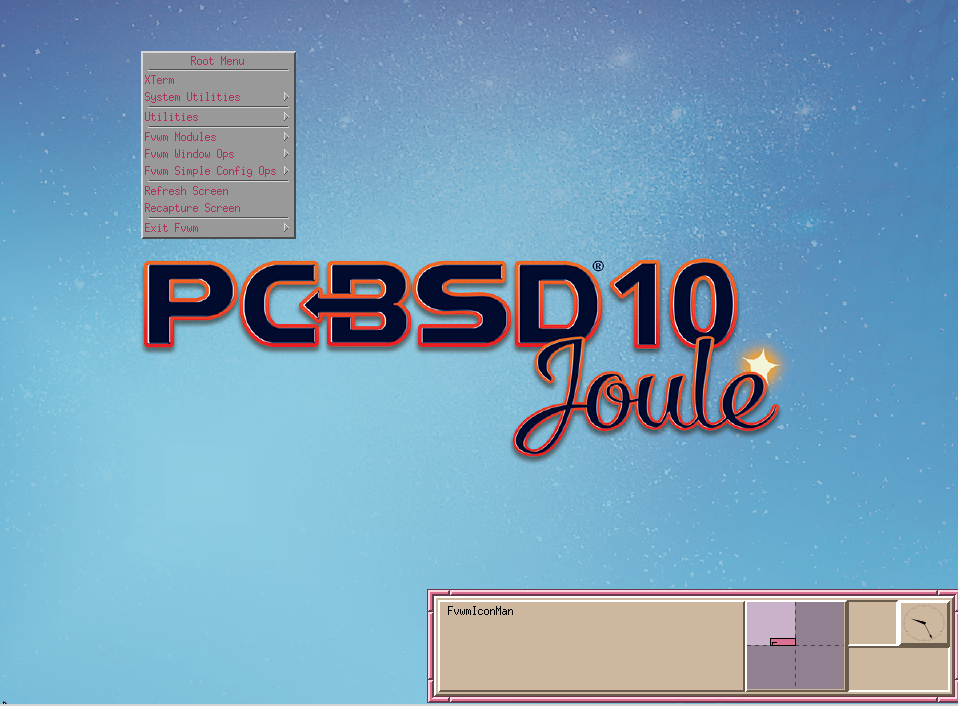 Root Menu
XTerm
System Utilities
Utilities
Fvwm Modules
Fvwm Window Ops
Fvwm Simple Config Ops
Refresh Screen
Recapture Screen
Exit Fvwm
PCBSD®10
Joule
FvwmIconMan